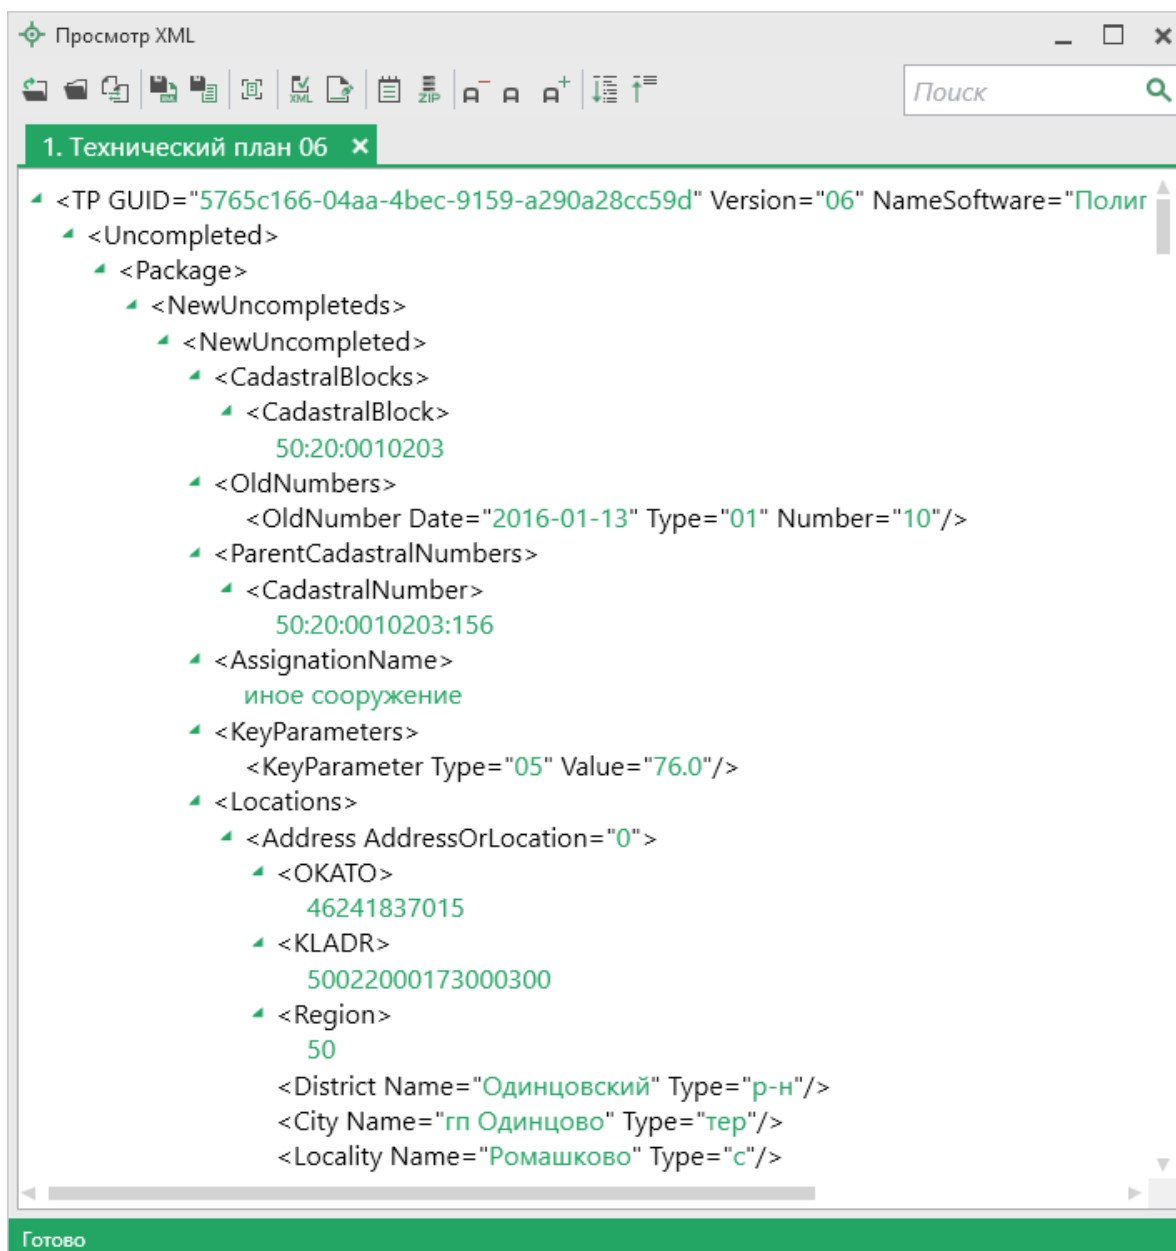 Просмотр XML
XML
ZIP
Поиск
1. Технический план 06
<TP GUID="5765c166-04aa-4bec-9159-a290a28cc59d" Version="06" NameSoftware="Полиг
<Uncompleted>
<Package>
<NewUncompleteds>
<NewUncompleted>
<CadastralBlocks>
<CadastralBlock>
50:20:0010203
<OldNumbers>
<OldNumber Date="2016-01-13" Type="01" Number="10"/>
<ParentCadastralNumbers>
<CadastralNumber>
50:20:0010203:156
<AssignationName>
иное сооружение
<KeyParameters>
<KeyParameter Type="05" Value="76.0"/>
<Locations>
<Address AddressOrLocation="0">
<OKATO>
46241837015
<KLADR>
50022000173000300
<Region>
50
<District Name="Одинцовский" Type="р-н"/>
<City Name="гп Одинцово" Type="тер"/>
<Locality Name="Ромашково" Type="с"/>
Готово